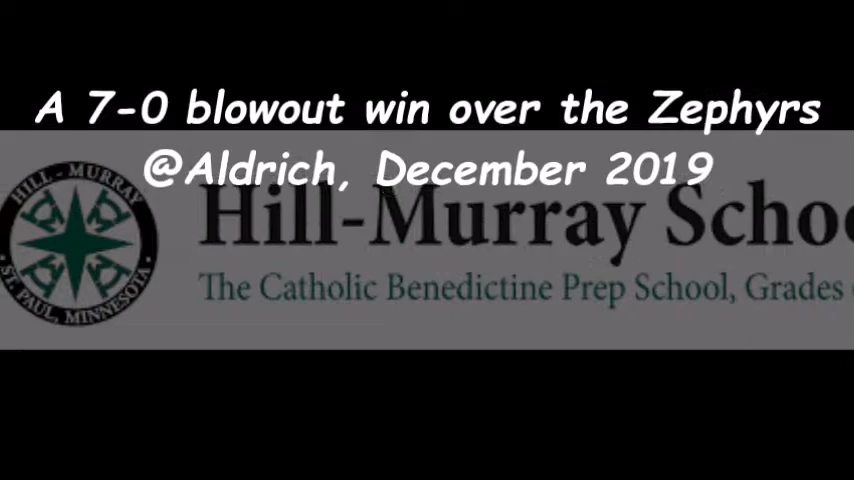 A 7-0 blowout win over the Zephyrs
@Aldrich, December 2019
HILL-MURRAY
Hill-Murray Schoo
The Catholic Benedictine Prep School, Grades
ST. PAUL, MINNESOTA